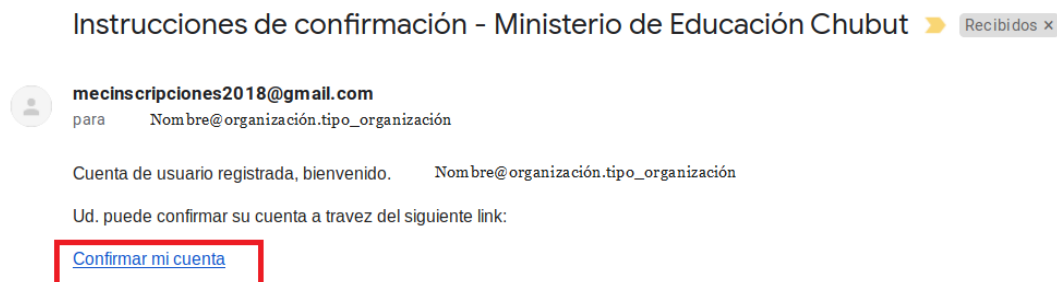 Instrucciones de confirmación - Ministerio de Educación Chubut Recibidos ×
mecinscripciones2018@gmail.com
para Nombre@organización.tipo_organización
Cuenta de usuario registrada, bienvenido. Nombre@organización.tipo_organización
Ud. puede confirmar su cuenta a travez del siguiente link:
Confirmar mi cuenta